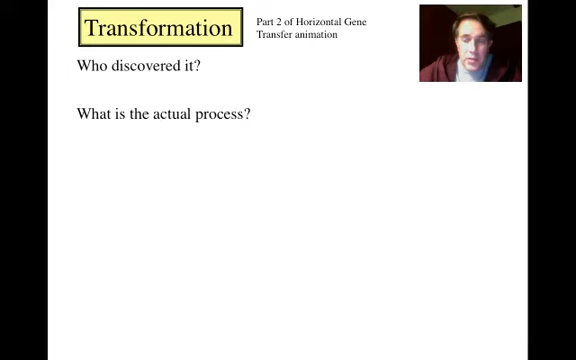 Transformation
Part 2 of Horizontal Gene
Transfer animation
Who discovered it?
What is the actual process?